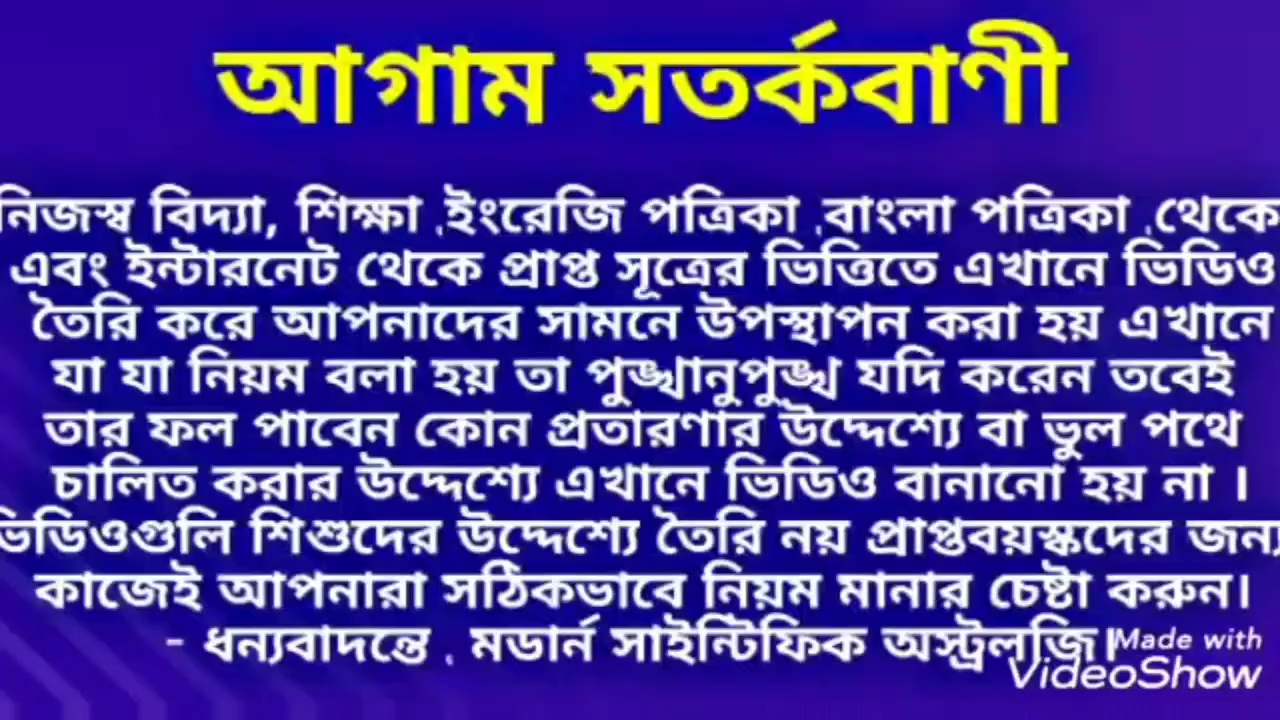 আগাম সতর্কবাণী
নিজস্ব বিদ্যা, শিক্ষা ,ইংরেজি পত্রিকা ,বাংলা পত্রিকা ,থেকে
এবং ইন্টারনেট থেকে প্রাপ্ত সূত্রের ভিত্তিতে এখানে ভিডিও
তৈরি করে আপনাদের সামনে উপস্থাপন করা হয় এখানে
যা যা নিয়ম বলা হয় তা পুঙ্খানুপুঙ্খ যদি করেন তবেই
তার ফল পাবেন কোন প্রতারণার উদ্দেশ্যে বা ভুল পথে
চালিত করার উদ্দেশ্যে এখানে ভিডিও বানানো হয় না ।
ভিডিওগুলি শিশুদের উদ্দেশ্যে তৈরি নয় প্রাপ্তবয়স্কদের জন্য
কাজেই আপনারা সঠিকভাবে নিয়ম মানার চেষ্টা করুন।
- ধন্যবাদন্তে , মডার্ন সাইন্টিফিক অস্ট্রলজি।
Made with
VideoShow